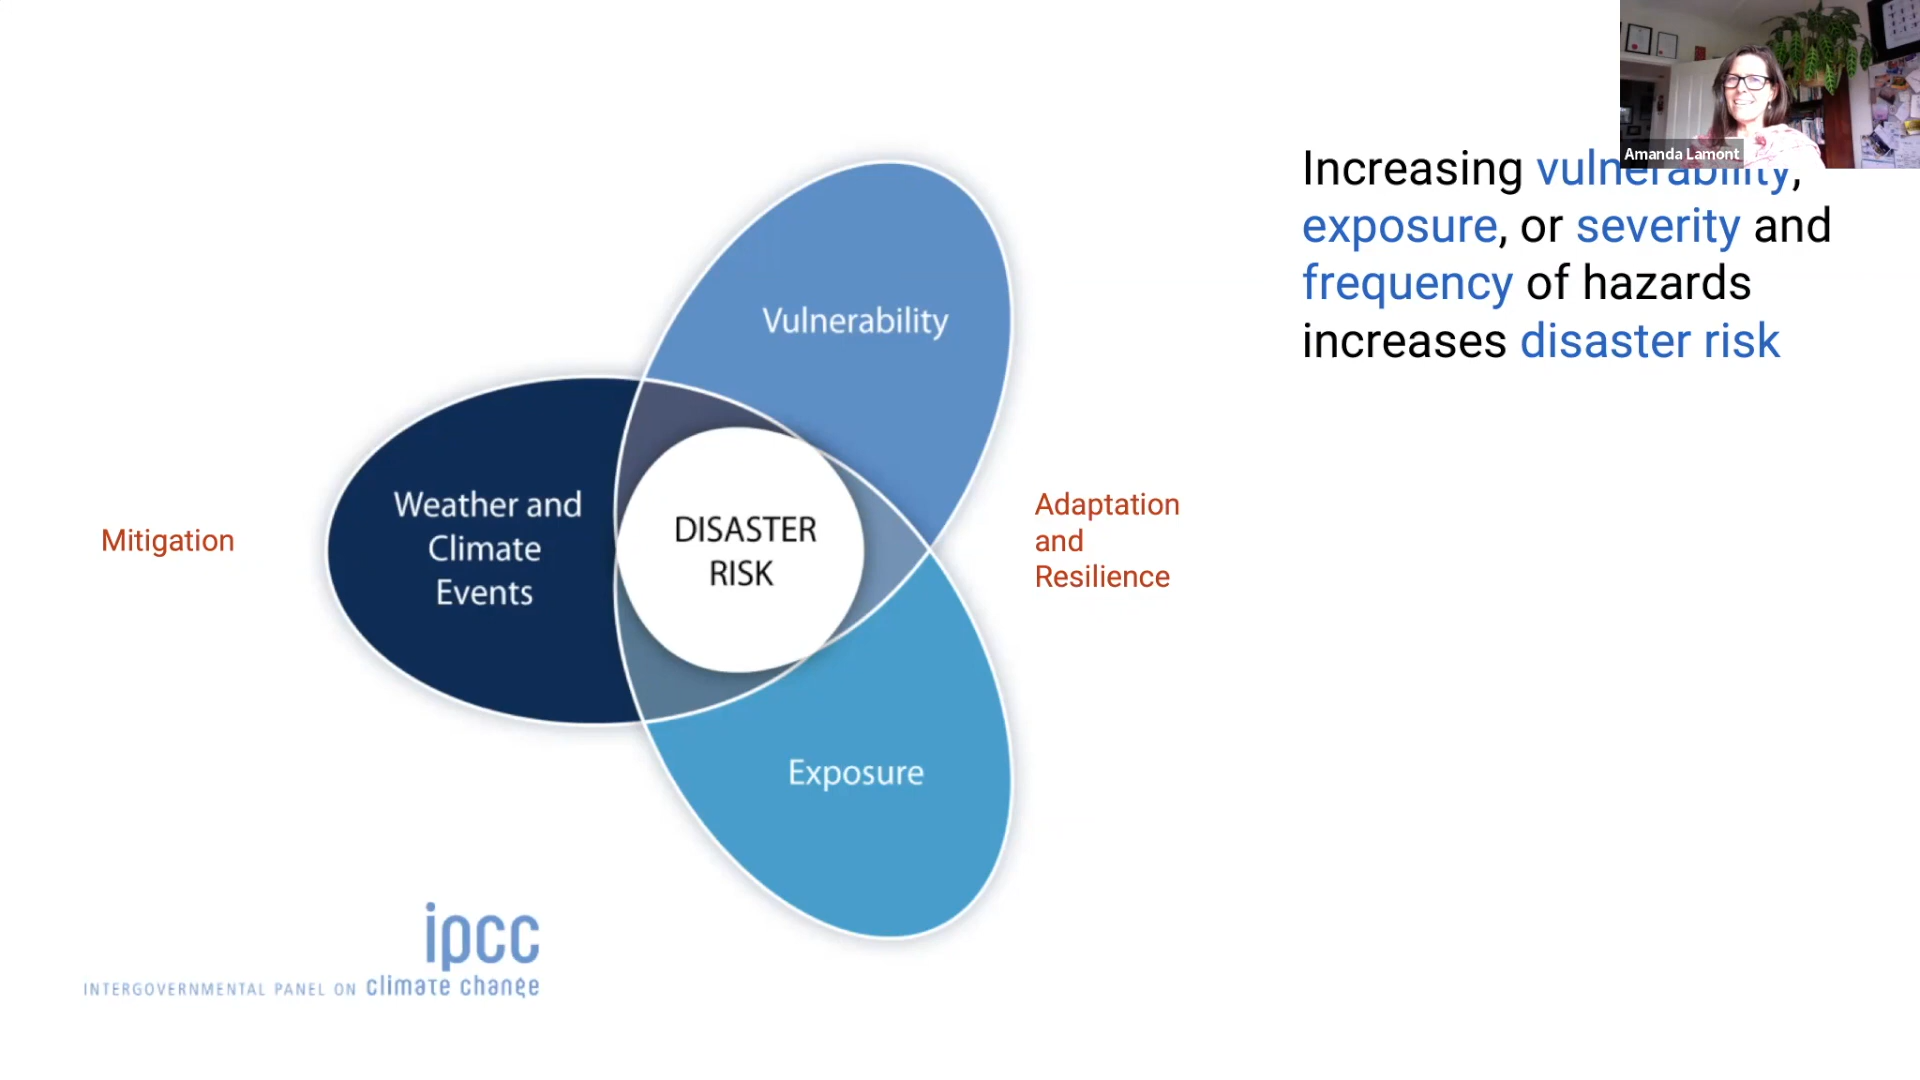 Amanda Lamont
Increasing vulnerability,
exposure, or severity and
frequency of hazards
increases disaster risk
Vulnerability
Weather and
Climate
Events
DISASTER
RISK
Mitigation
Adaptation
and
Resilience
Exposure
ipcc
INTERGOVERNMENTAL PANEL ON climate change